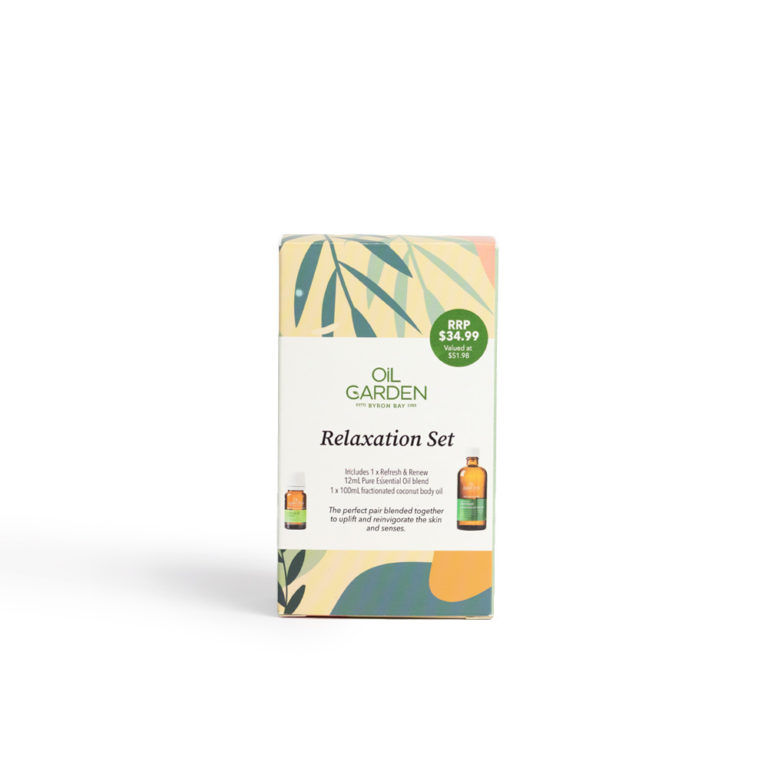 RRP
$34.99
Valued at
$51.98
OiL
GARDEN
ESTD BYRON BAY
Relaxation Set
Includes 1 x Refresh & Renew
12mL Pure Essential Oil blend
1 x 100mL fractionated coconut body oil
The perfect pair blended together
to uplift and reinvigorate the skin
and senses.